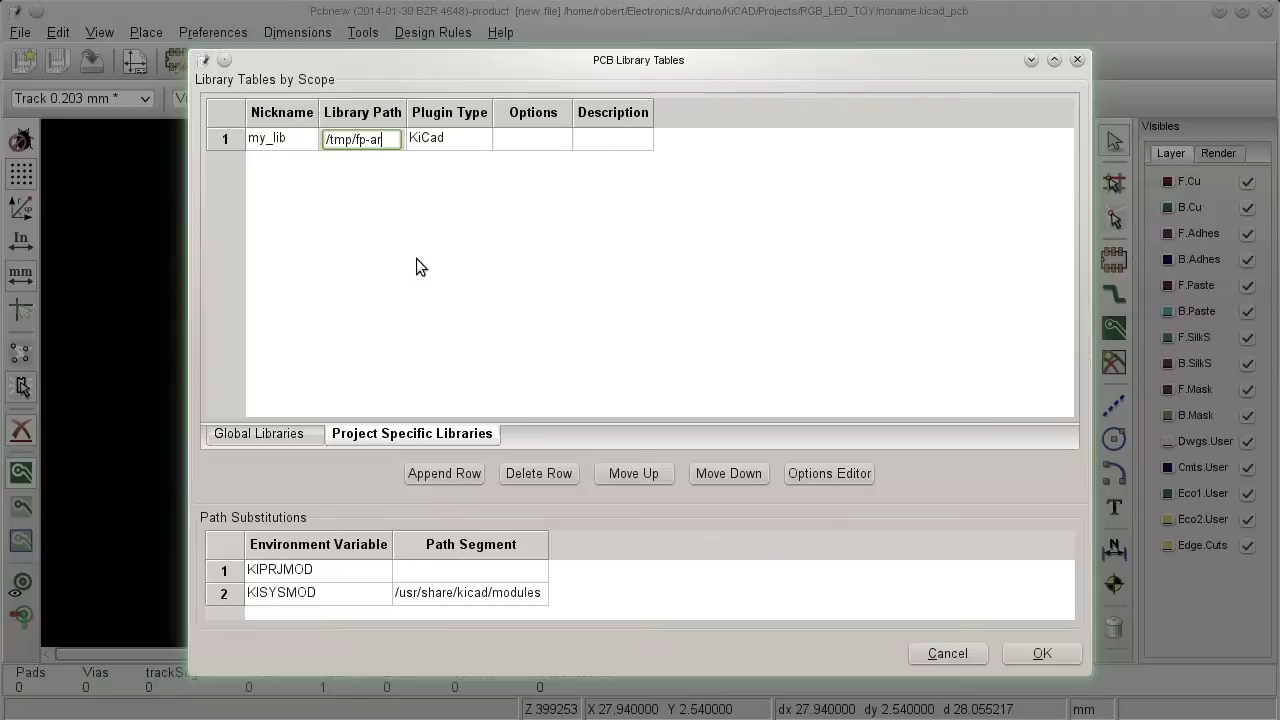 Pcbnew (2014-01-30 BZR 4648)-product [new file] /home/robert/Electronics/Arduino/KiCAD/Projects/RGB_LED_TOY/noname.kicad_pcb
File Edit View Place Preferences Dimensions Tools Design Rules Help
PCB Library Tables
Library Tables by Scope
Track 0.203 mm *
Nickname Library Path Plugin Type Options Description
1 my_lib /tmp/fp-ar KiCad
Visibles
Layer Render
F.Cu
B.Cu
F.Adhes
B.Adhes
F.Paste
B.Paste
F.SilkS
B.SilkS
F.Mask
B.Mask
Dwgs.User
Cmts.User
Eco1.User
Eco2.User
Edge.Cuts
In
mm
Global Libraries Project Specific Libraries
Append Row Delete Row Move Up Move Down Options Editor
Path Substitutions
Environment Variable Path Segment
1 KIPRJMOD
2 KISYSMOD /usr/share/kicad/modules
Cancel OK
Pads Vias
0 0 0 0 1 0 0 0
Z 399253 X 27.940000 Y 2.540000 dx 27.940000 dy 2.540000 d 28.055217 mm